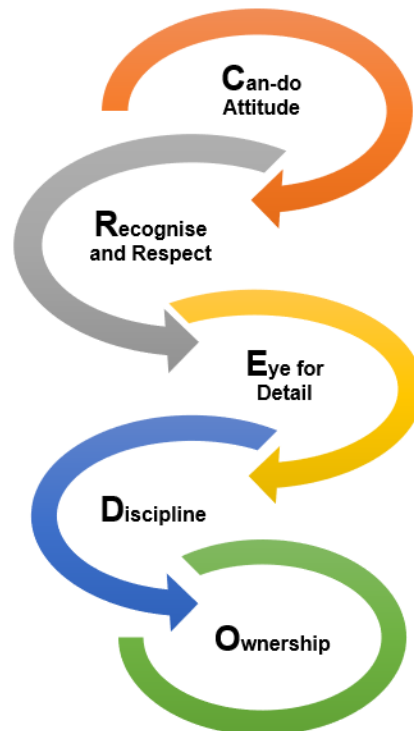 Can-do
Attitude
Recognise
and Respect
Eye for
Detail
Discipline
Ownership